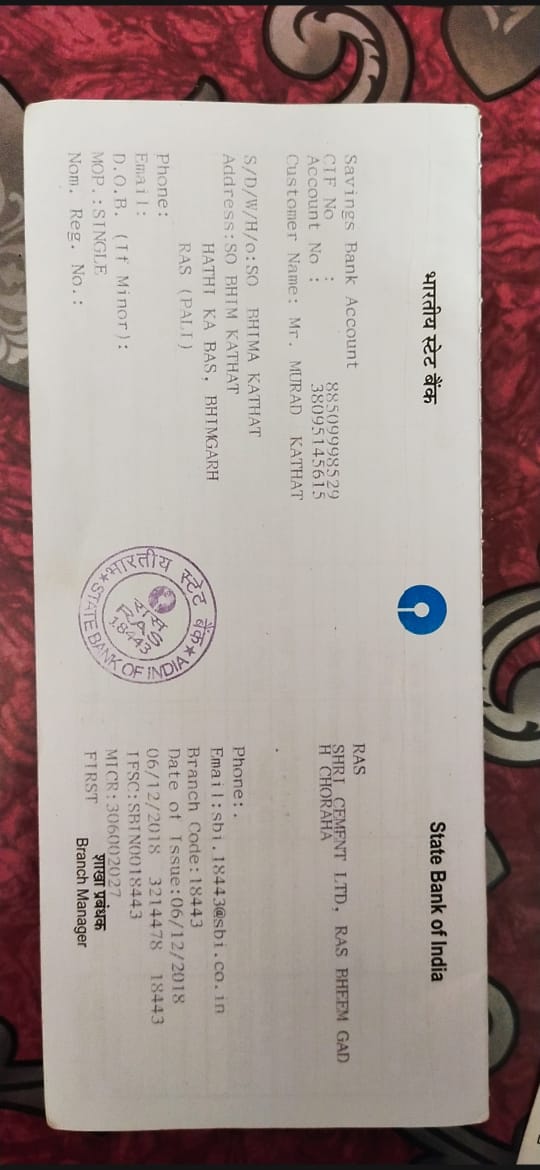 भारतीय स्टेट बैंक
State Bank of India
Savings Bank Account
CIF No : 88509998529
Account No : 38095145615
Customer Name: Mr. MURAD KATHAT
S/D/W/H/o:SO BHIMA KATHAT
Address:SO BHIM KATHAT
HATHI KA BAS, BHIMGARH
RAS (PALI)
Phone:
Email:
D.O.B. (If Minor):
MOP.:SINGLE
Nom. Reg. No.:
RAS
SHRI CEMENT LTD, RAS BHEEM GAD
H CHORAHA
Phone:.
Email:sbi.18443@sbi.co.in
Branch Code:18443
Date of Issue:06/12/2018
06/12/2018 3214478 18443
IFSC:SBIN0018443
MICR:306002027
FIRST
शाखा प्रबंधक
Branch Manager
भारतीय स्टेट बैंक
रास
RAS
18443
STATE BANK OF INDIA